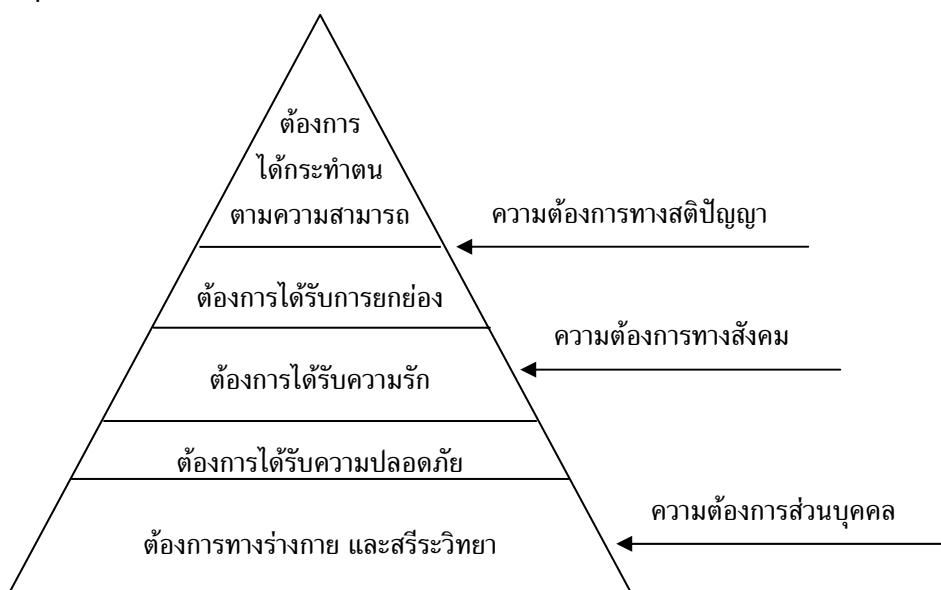 ต้องการ
ได้กระทำตน
ตามความสามารถ
ความต้องการทางสติปัญญา
ต้องการได้รับการยกย่อง
ความต้องการทางสังคม
ต้องการได้รับความรัก
ต้องการได้รับความปลอดภัย
ความต้องการส่วนบุคคล
ต้องการทางร่างกาย และสรีระวิทยา